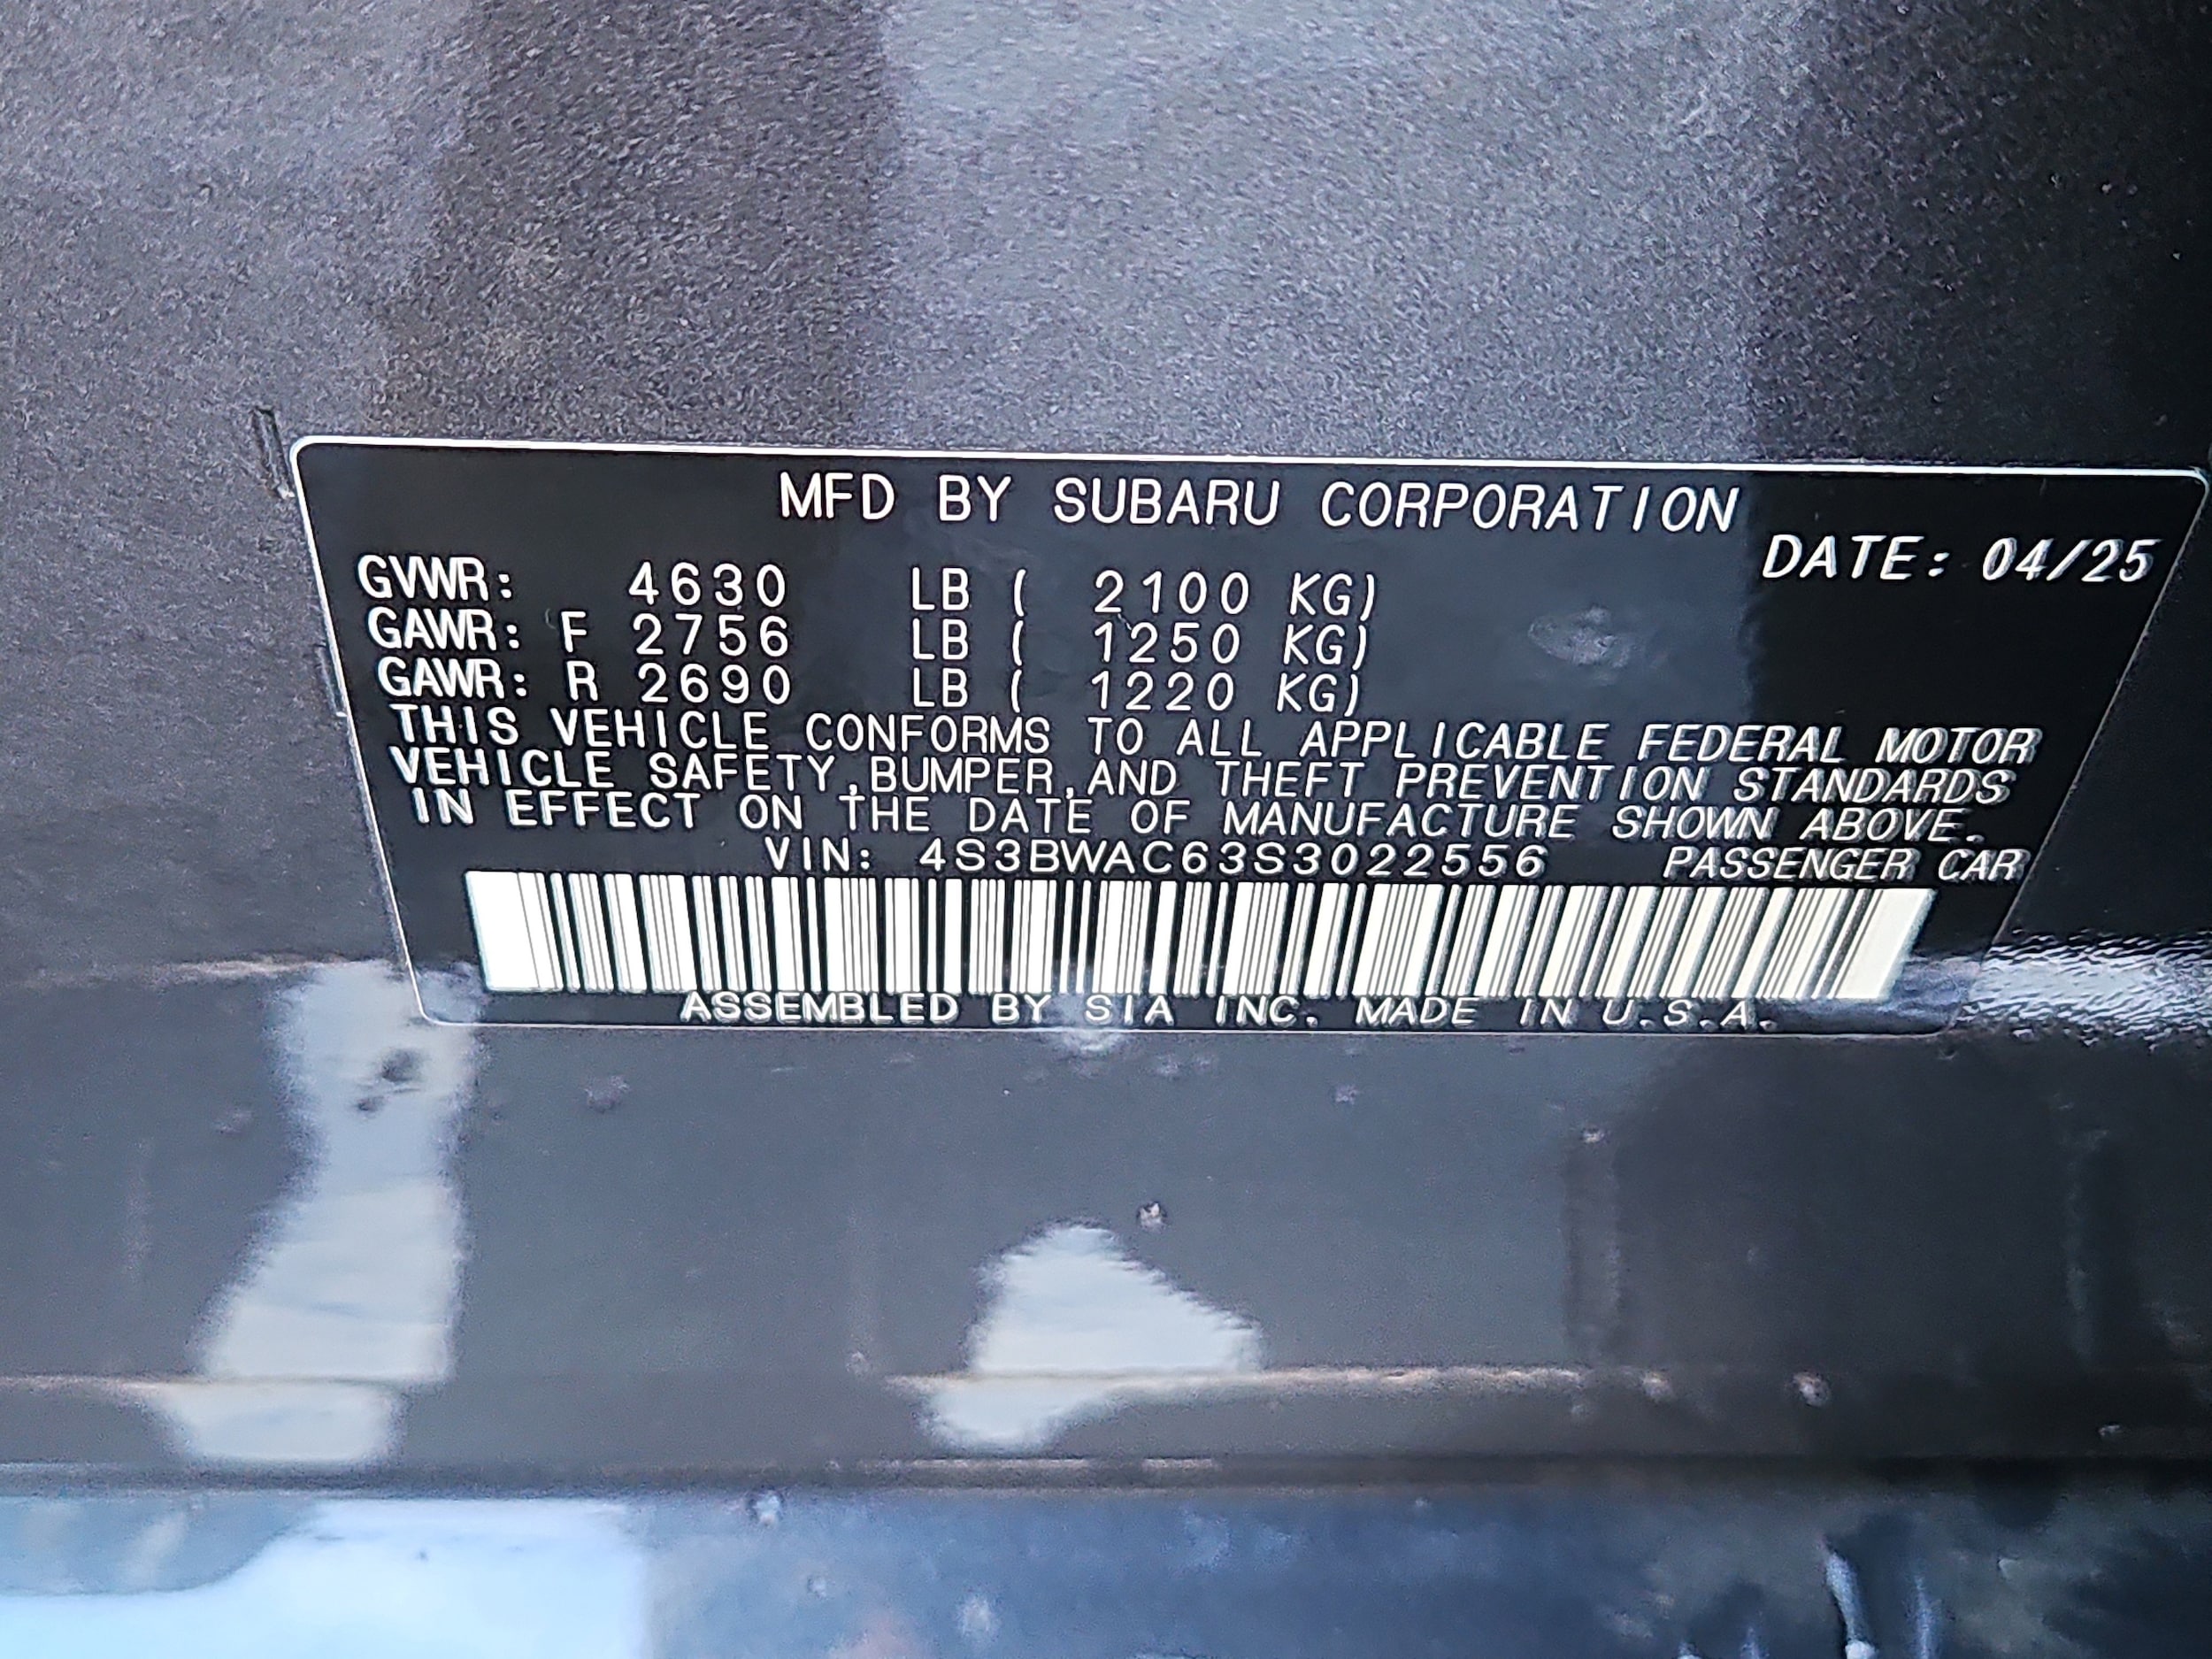 MFD BY SUBARU CORPORATION
DATE: 04/25
GVWR: 4630 LB ( 2100 KG)
GAWR: F 2756 LB ( 1250 KG)
GAWR: R 2690 LB ( 1220 KG)
THIS VEHICLE CONFORMS TO ALL APPLICABLE FEDERAL MOTOR
VEHICLE SAFETY,BUMPER,AND THEFT PREVENTION STANDARDS
IN EFFECT ON THE DATE OF MANUFACTURE SHOWN ABOVE.
VIN: 4S3BWAC63S3022556 PASSENGER CAR
ASSEMBLED BY SIA INC. MADE IN U.S.A.